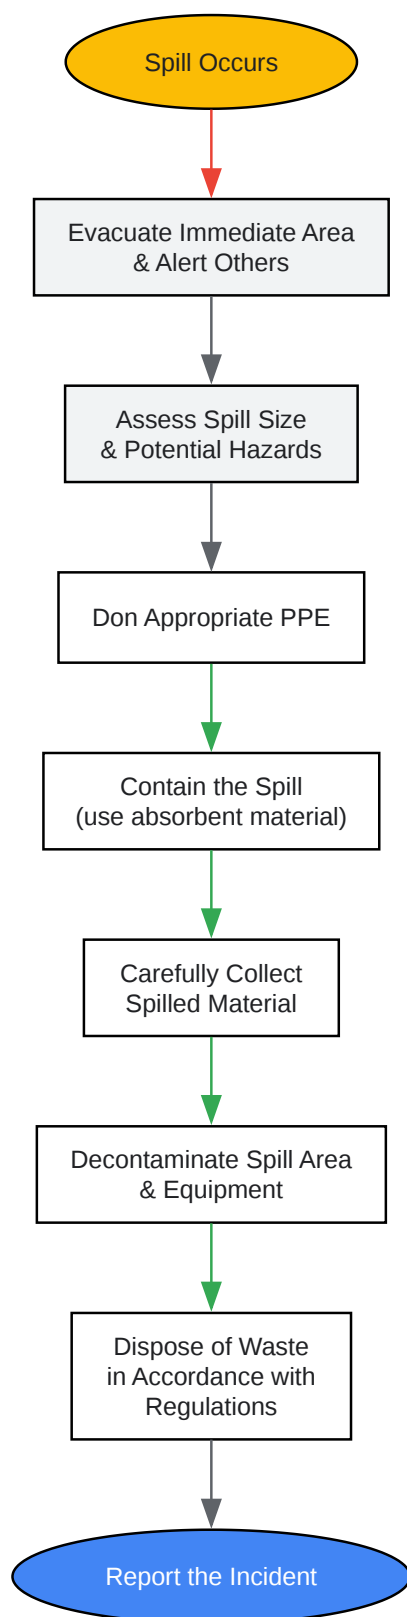 Spill Occurs
Evacuate Immediate Area
& Alert Others
Assess Spill Size
& Potential Hazards
Don Appropriate PPE
Contain the Spill
(use absorbent material)
Carefully Collect
Spilled Material
Decontaminate Spill Area
& Equipment
Dispose of Waste
in Accordance with
Regulations
Report the Incident